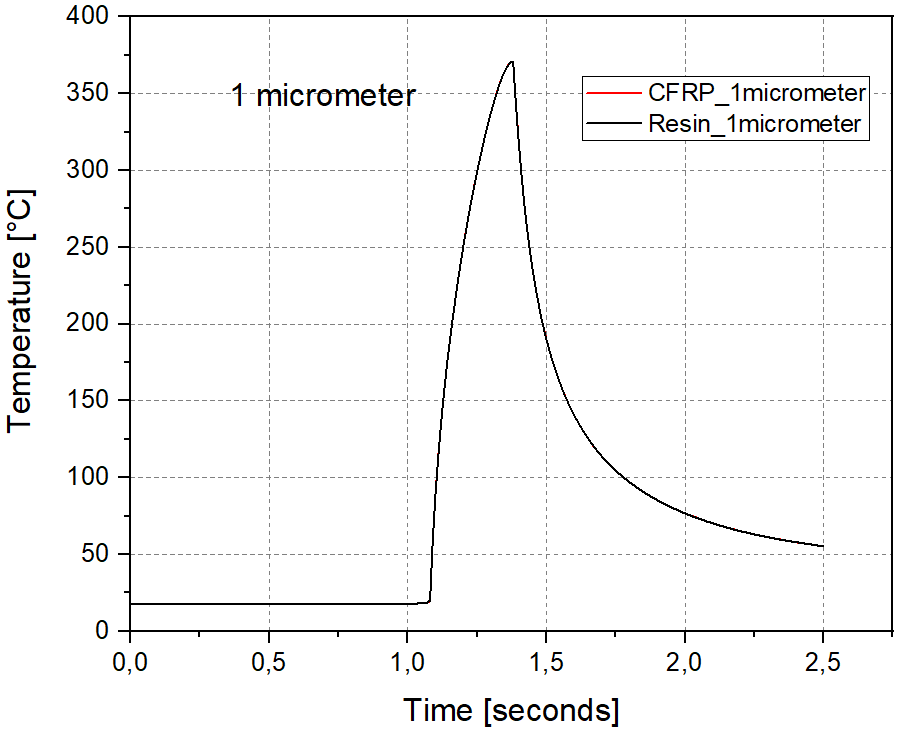 400
350
300
250
200
150
100
50
0
Temperature [°C]
1 micrometer
CFRP_1micrometer
Resin_1micrometer
0,0 0,5 1,0 1,5 2,0 2,5
Time [seconds]